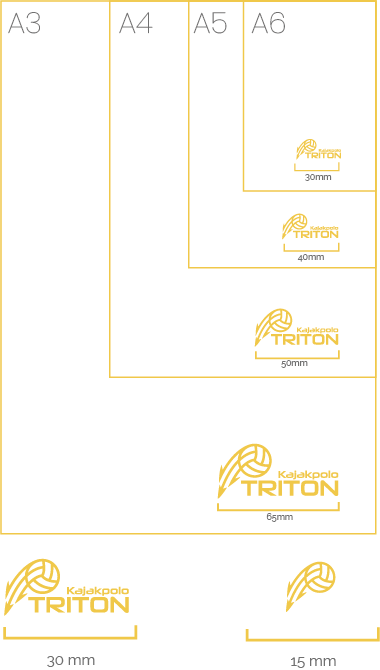 A3
A4
A5
A6
Kajakpolo
TRITON
30mm
Kajakpolo
TRITON
40mm
Kajakpolo
TRITON
50mm
Kajakpolo
TRITON
65mm
Kajakpolo
TRITON
30 mm
15 mm